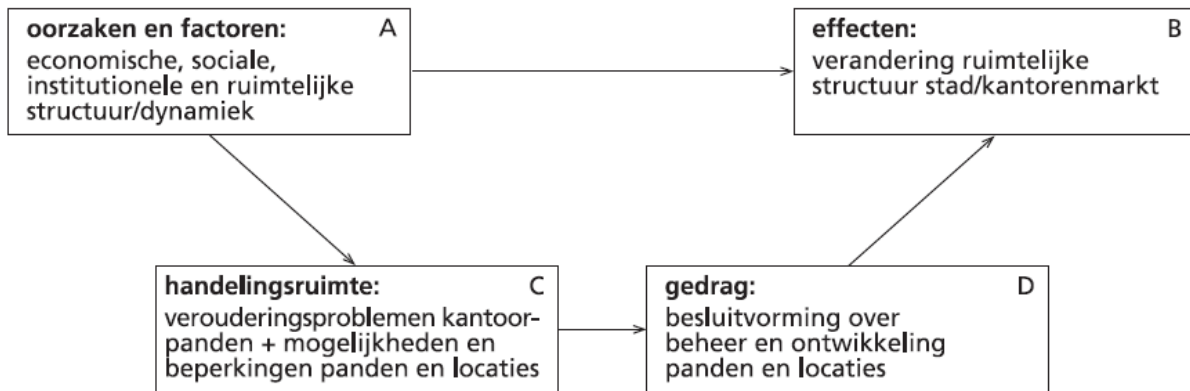 oorzaken en factoren: A
economische, sociale,
institutionele en ruimtelijke
structuur/dynamiek
effecten: B
verandering ruimtelijke
structuur stad/kantorenmarkt
handelingsruimte: C
verouderingsproblemen kantoor-
panden + mogelijkheden en
beperkingen panden en locaties
gedrag: D
besluitvorming over
beheer en ontwikkeling
panden en locaties